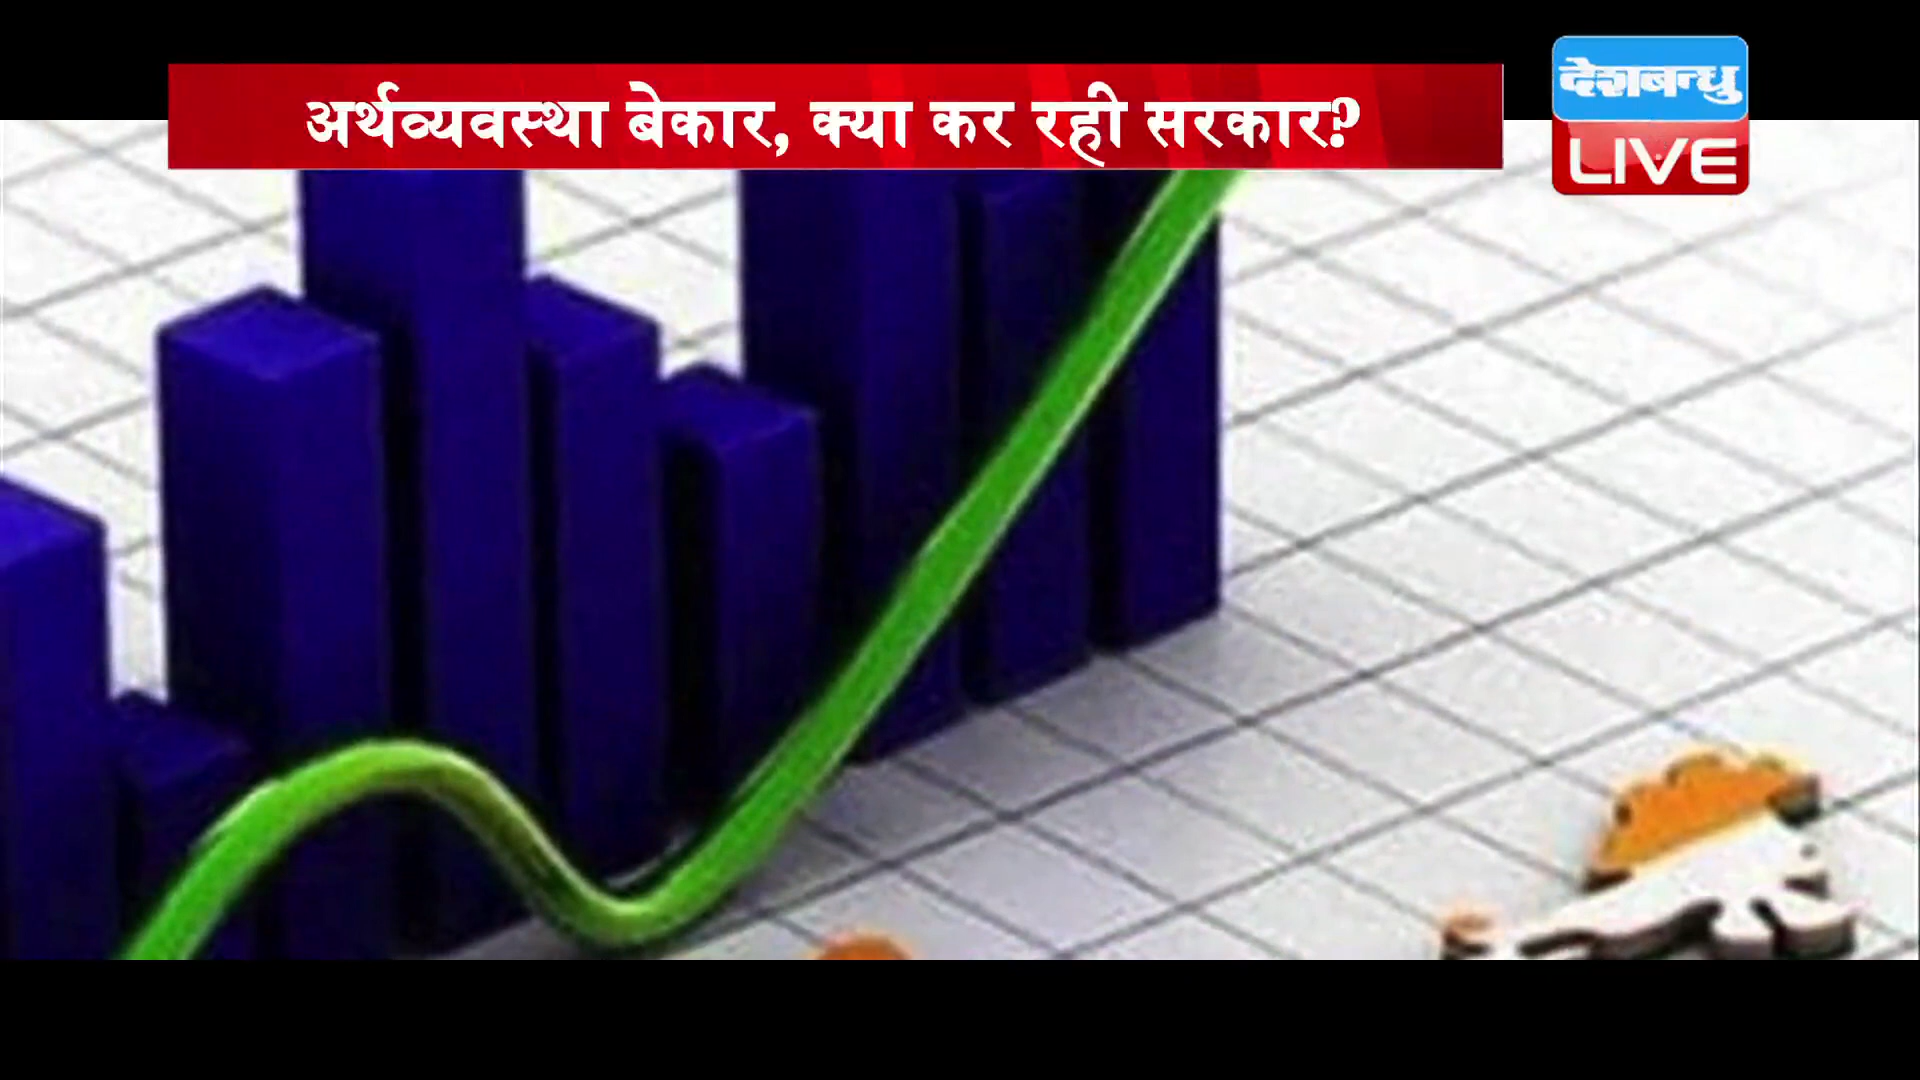 अर्थव्यवस्था बेकार, क्या कर रही सरकार?
देशबन्धु
LIVE